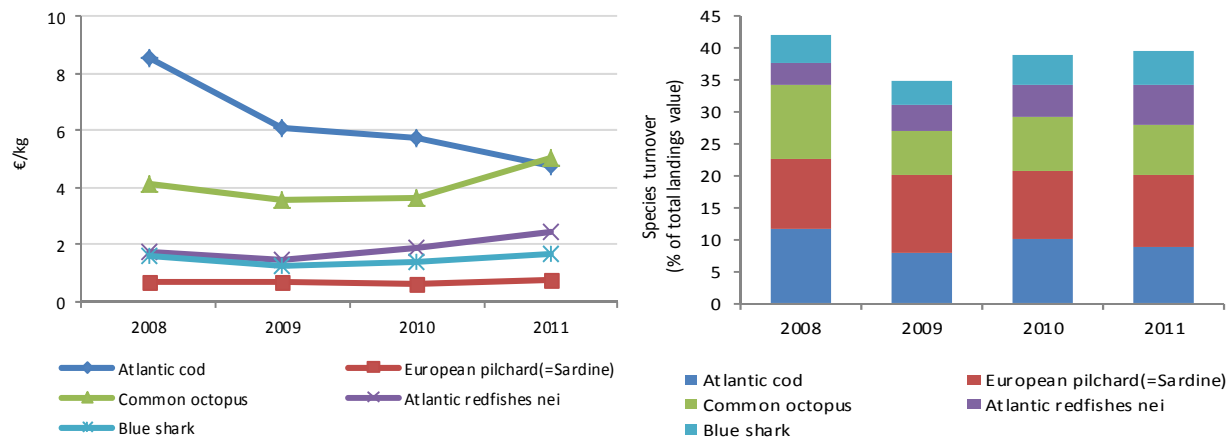 10
8
6
4
2
0
€/kg
2008 2009 2010 2011
Atlantic cod European pilchard(=Sardine)
Common octopus Atlantic redfishes nei
Blue shark
45
40
35
30
25
20
15
10
5
0
Species turnover
(% of total landings value)
2008 2009 2010 2011
Atlantic cod European pilchard(=Sardine)
Common octopus Atlantic redfishes nei
Blue shark